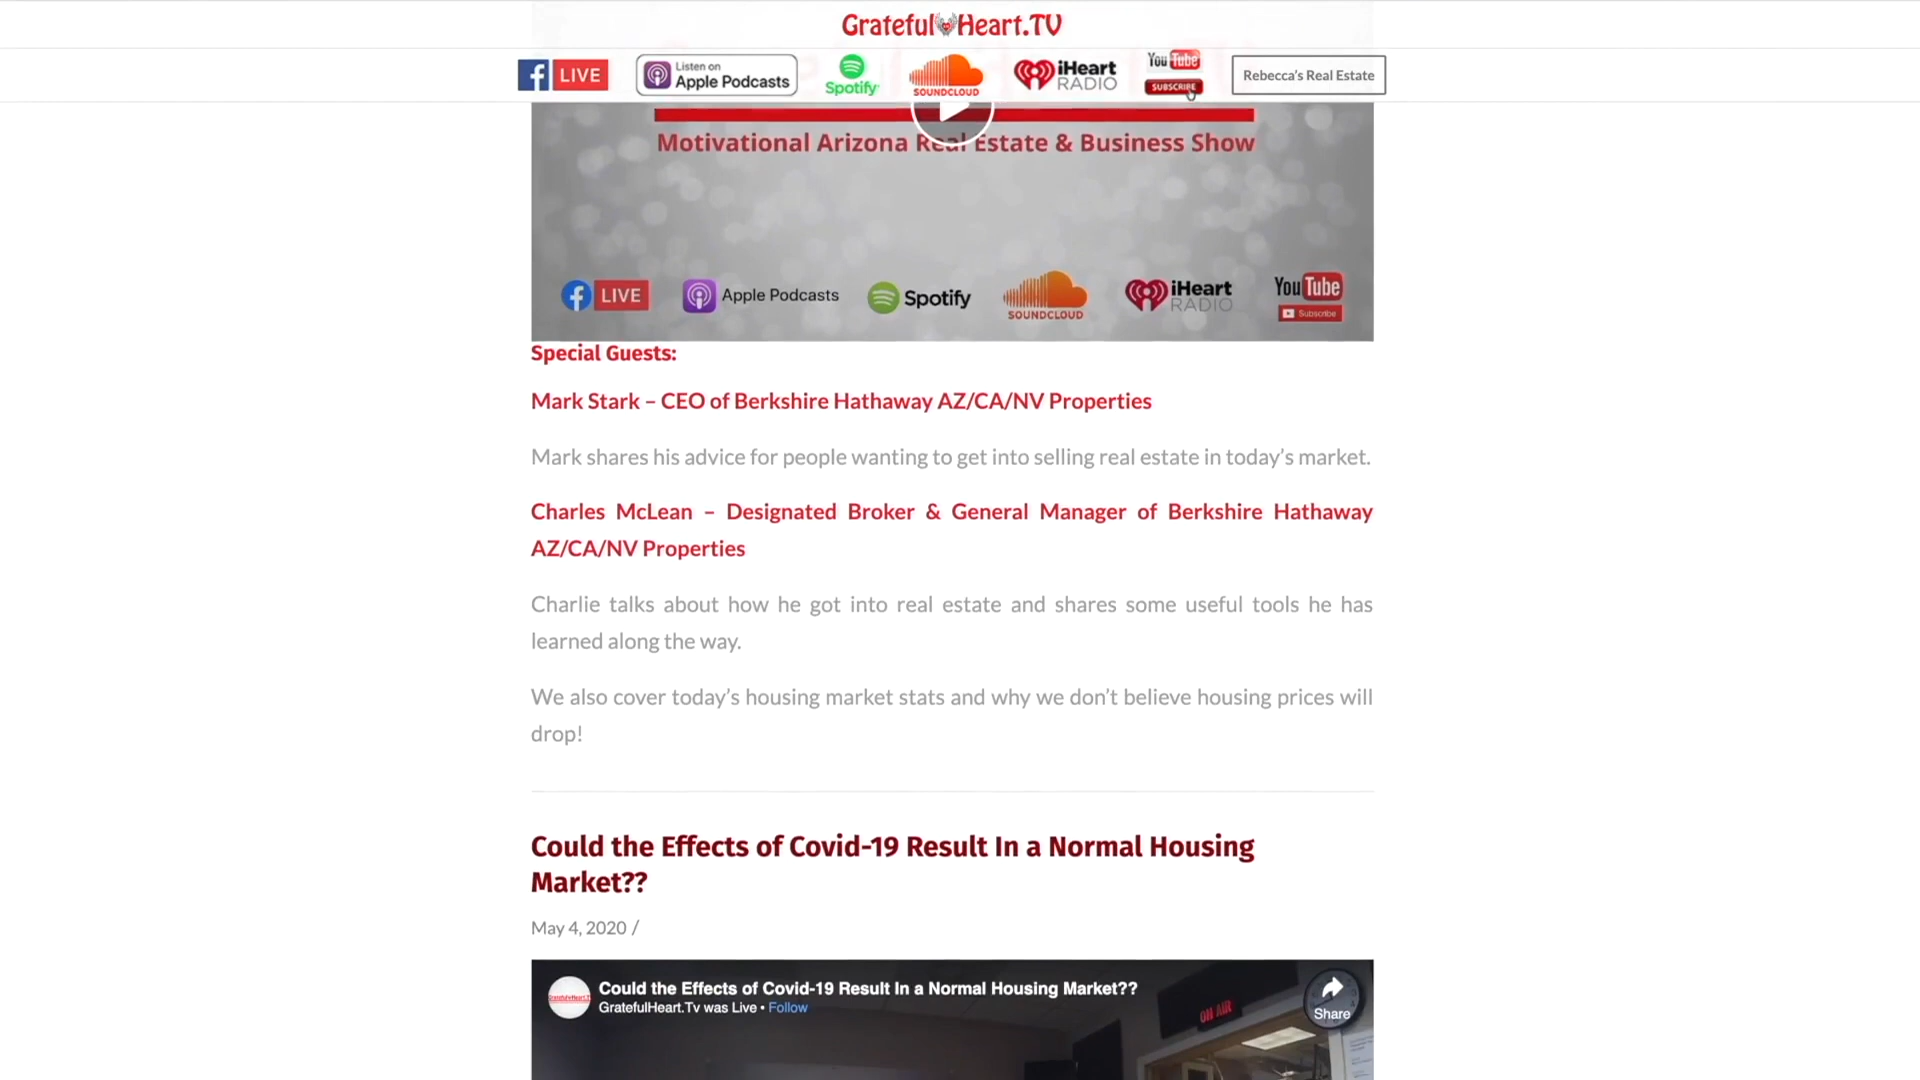 GratefulHeart.TV
LIVE
Listen on
Apple Podcasts
Spotify
SOUNDCLOUD
iHeart
RADIO
YouTube
SUBSCRIBE
Rebecca's Real Estate
Motivational Arizona Real Estate & Business Show
LIVE
Apple Podcasts
Spotify
SOUNDCLOUD
iHeart
RADIO
YouTube
Subscribe
Special Guests:
Mark Stark – CEO of Berkshire Hathaway AZ/CA/NV Properties
Mark shares his advice for people wanting to get into selling real estate in today's market.
Charles McLean – Designated Broker & General Manager of Berkshire Hathaway
AZ/CA/NV Properties
Charlie talks about how he got into real estate and shares some useful tools he has
learned along the way.
We also cover today's housing market stats and why we don't believe housing prices will
drop!
Could the Effects of Covid-19 Result In a Normal Housing
Market??
May 4, 2020 /
Could the Effects of Covid-19 Result In a Normal Housing Market??
GratefulHeart.Tv was Live • Follow
GratefulHeart.TV
ON AIR
Share